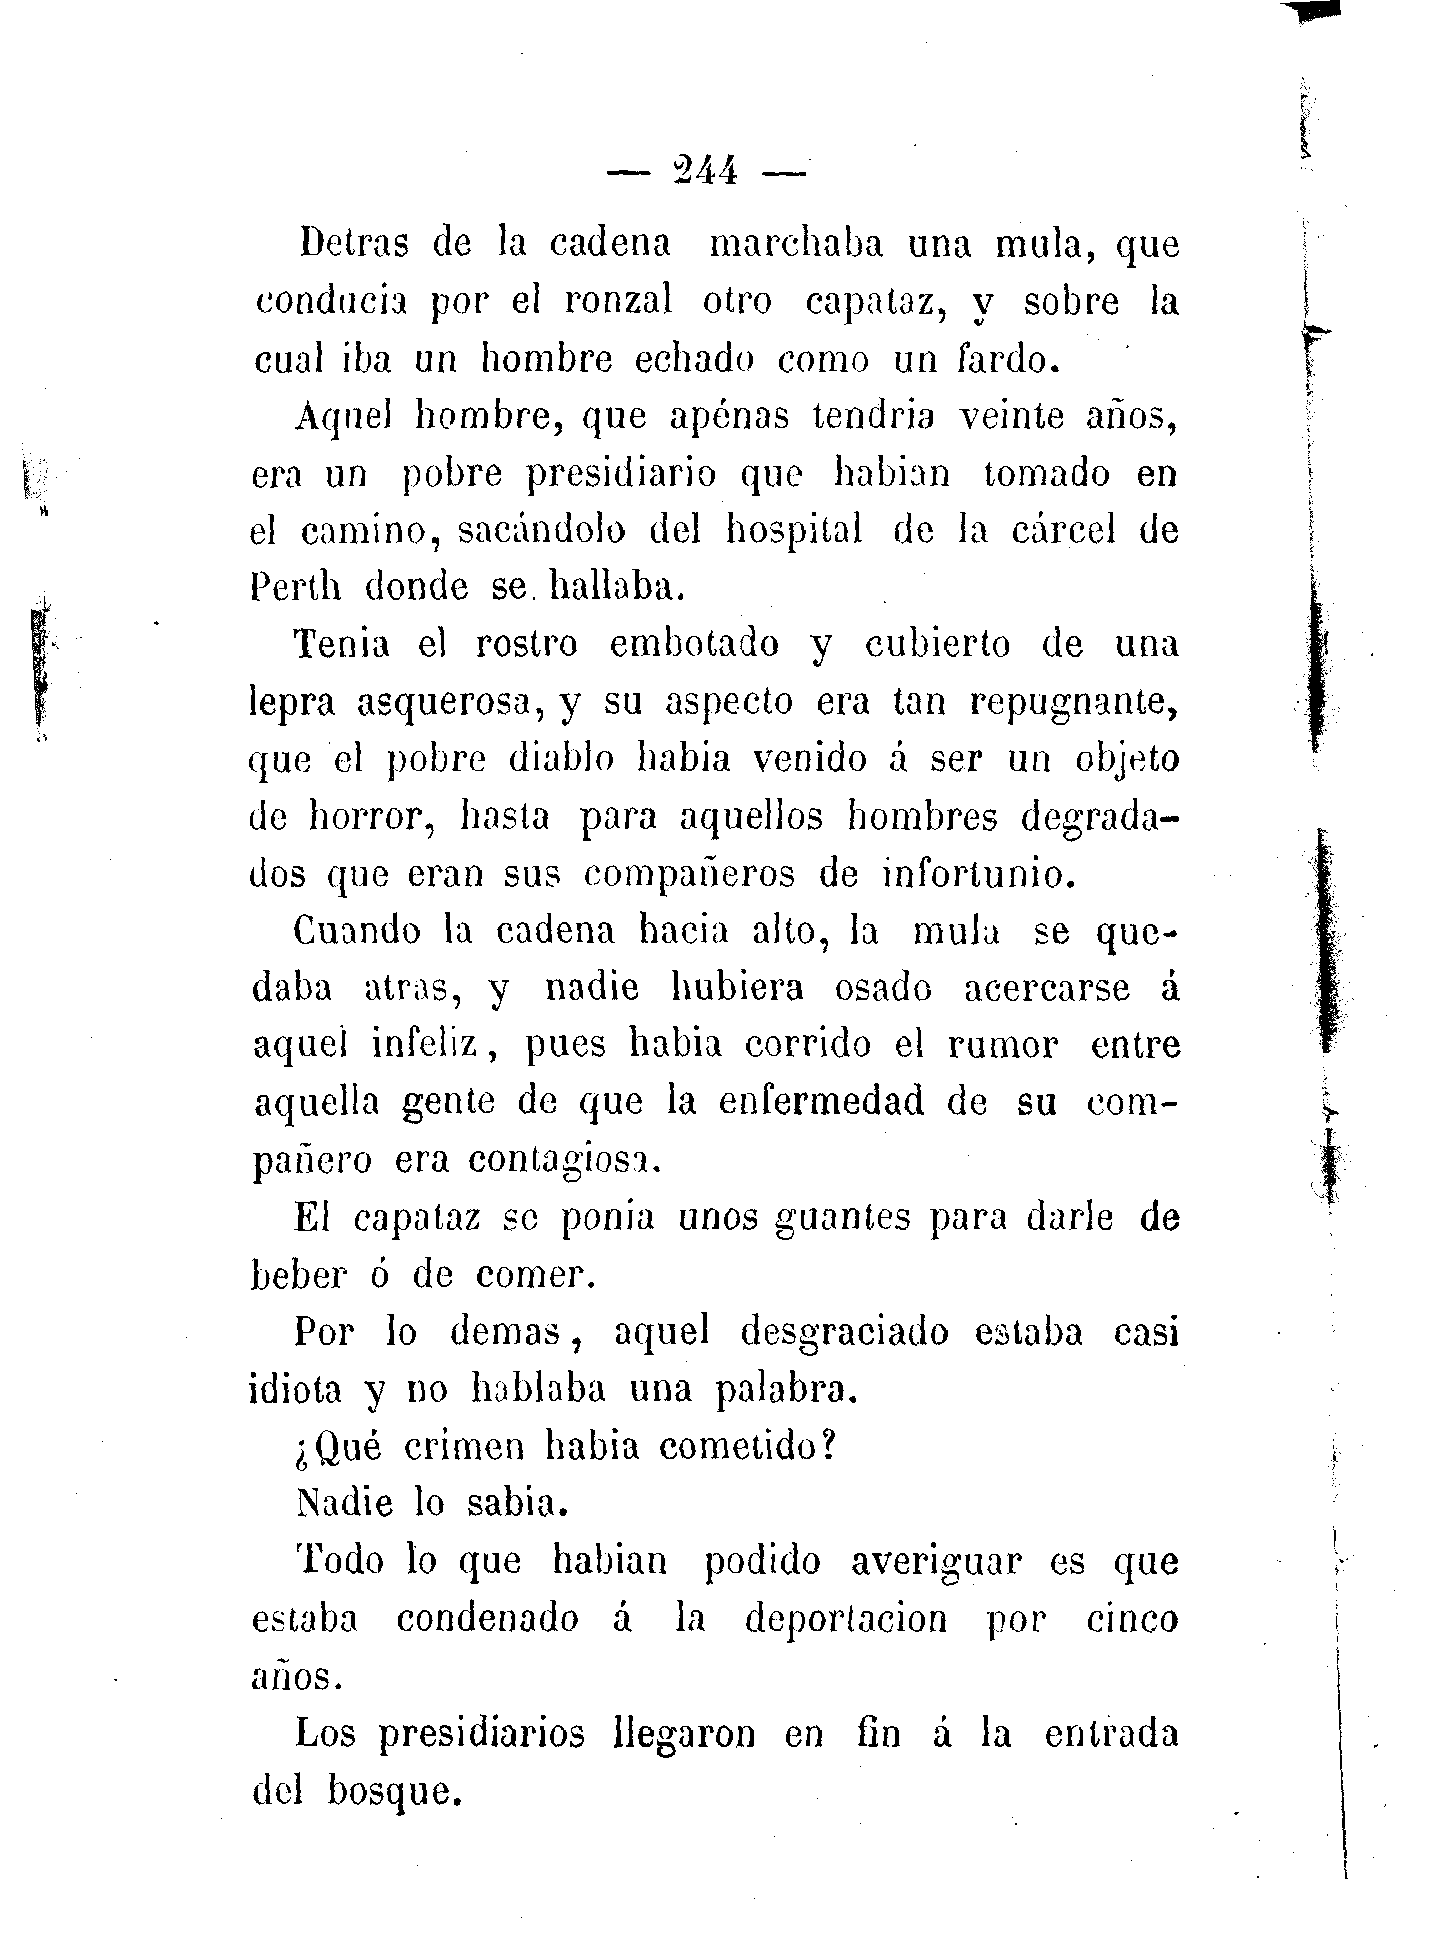 — 244 —
Detras de la cadena marchaba una mula, que
conducia por el ronzal otro capataz, y sobre la
cual iba un hombre echado como un fardo.
Aquel hombre, que apénas tendria veinte años,
era un pobre presidiario que habian tomado en
el camino, sacándolo del hospital de la cárcel de
Perth donde se hallaba.
Tenia el rostro embotado y cubierto de una
lepra asquerosa, y su aspecto era tan repugnante,
que el pobre diablo habia venido á ser un objeto
de horror, hasta para aquellos hombres degrada-
dos que eran sus compañeros de infortunio.
Cuando la cadena hacia alto, la mula se que-
daba atras, y nadie hubiera osado acercarse á
aquel infeliz, pues habia corrido el rumor entre
aquella gente de que la enfermedad de su com-
pañero era contagiosa.
El capataz se ponia unos guantes para darle de
beber ó de comer.
Por lo demas, aquel desgraciado estaba casi
idiota y no hablaba una palabra.
¿Qué crimen habia cometido?
Nadie lo sabia.
Todo lo que habian podido averiguar es que
estaba condenado á la deportacion por cinco
años.
Los presidiarios llegaron en fin á la entrada
del bosque.